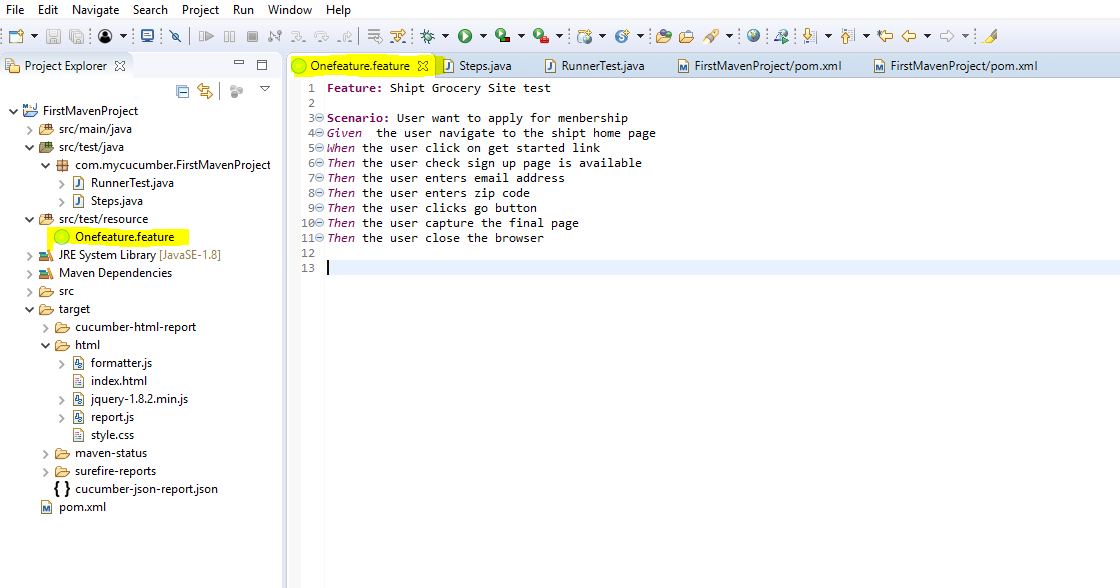 File Edit Navigate Search Project Run Window Help
Project Explorer
Onefeature.feature Steps.java RunnerTest.java FirstMavenProject/pom.xml FirstMavenProject/pom.xml
FirstMavenProject
src/main/java
src/test/java
com.mycucumber.FirstMavenProject
RunnerTest.java
Steps.java
src/test/resource
Onefeature.feature
JRE System Library [JavaSE-1.8]
Maven Dependencies
src
target
cucumber-html-report
html
formatter.js
index.html
jquery-1.8.2.min.js
report.js
style.css
maven-status
surefire-reports
cucumber-json-report.json
pom.xml
1 Feature: Shipt Grocery Site test
2
3 Scenario: User want to apply for menbership
4 Given  the user navigate to the shipt home page
5 When the user click on get started link
6 Then the user check sign up page is available
7 Then the user enters email address
8 Then the user enters zip code
9 Then the user clicks go button
10 Then the user capture the final page
11 Then the user close the browser
12
13